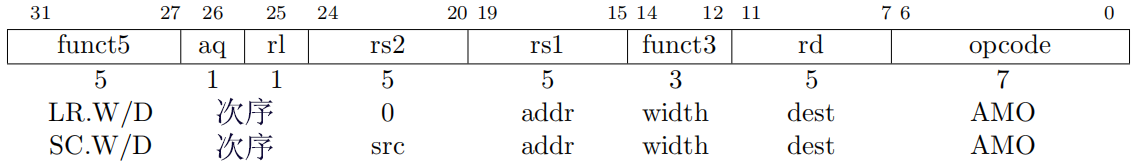 31 27 26 25 24 20 19 15 14 12 11 7 6 0
funct5 aq rl rs2 rs1 funct3 rd opcode
5 1 1 5 5 3 5 7
LR.W/D 次序 0 addr width dest AMO
SC.W/D 次序 src addr width dest AMO